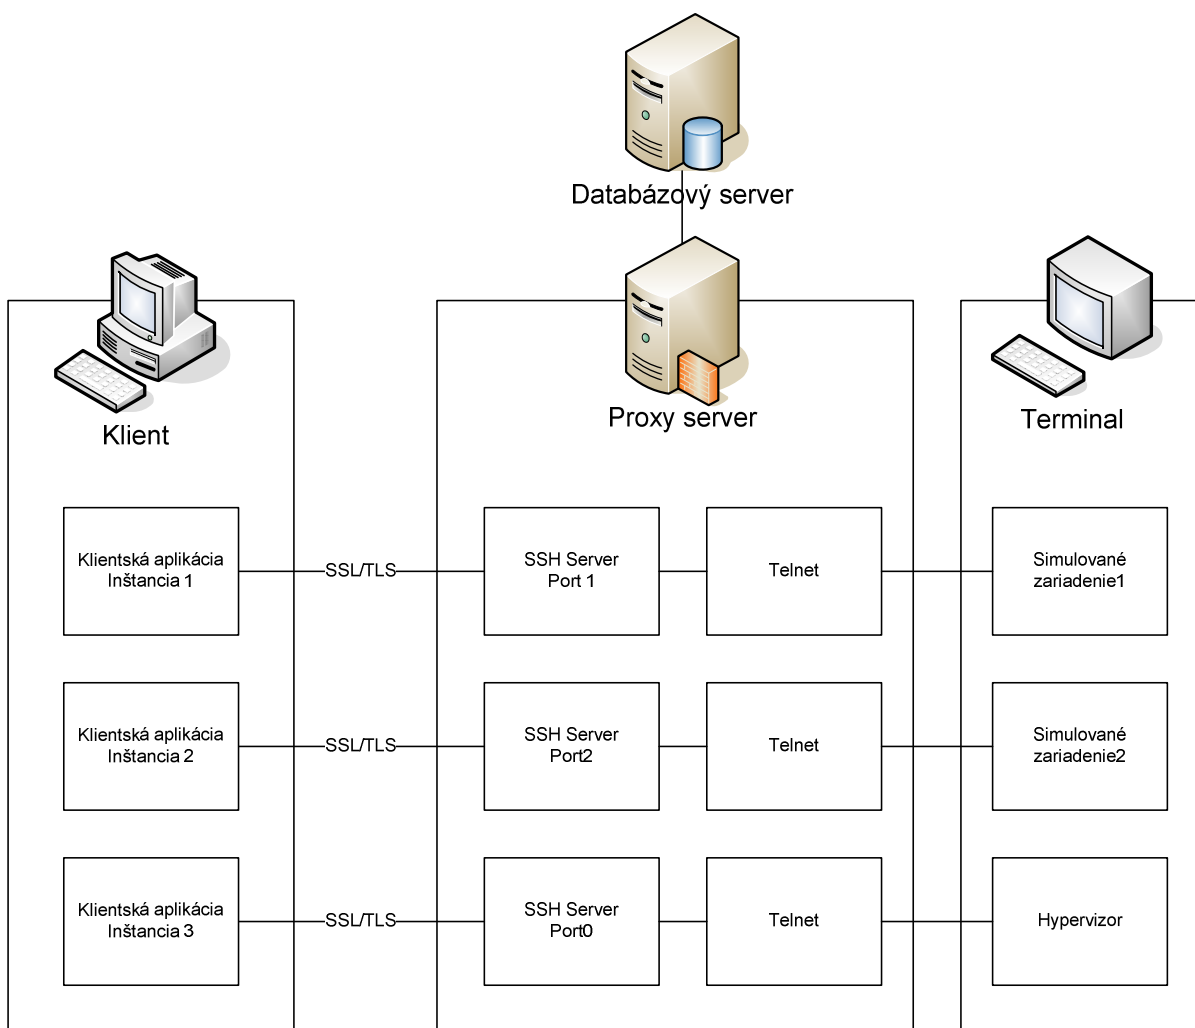 Databázový server
Klient
Proxy server
Terminal
Klientská aplikácia
Inštancia 1
SSL/TLS
SSH Server
Port 1
Telnet
Simulované
zariadenie1
Klientská aplikácia
Inštancia 2
SSL/TLS
SSH Server
Port2
Telnet
Simulované
zariadenie2
Klientská aplikácia
Inštancia 3
SSL/TLS
SSH Server
Port0
Telnet
Hypervizor